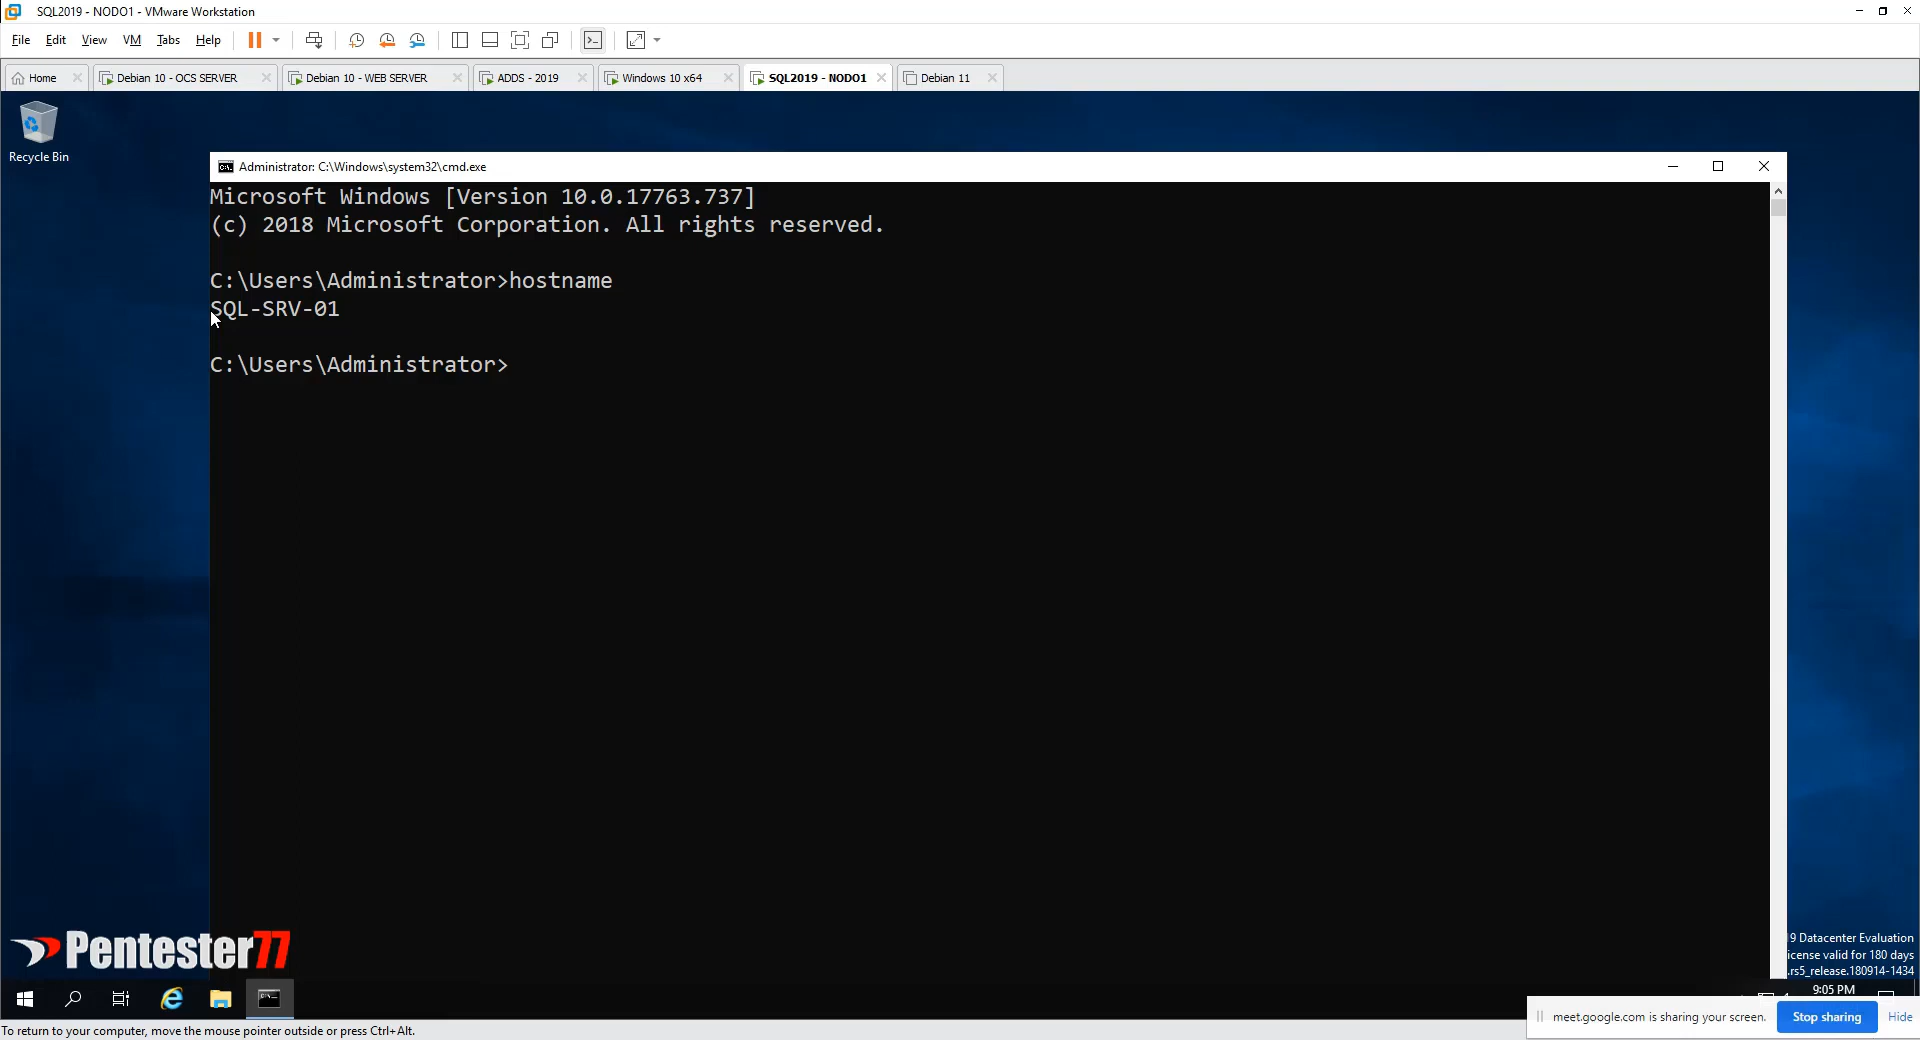 SQL2019 - NODO1 - VMware Workstation
File Edit View VM Tabs Help
Home
Debian 10 - OCS SERVER
Debian 10 - WEB SERVER
ADDS - 2019
Windows 10 x64
SQL2019 - NODO1
Debian 11
Recycle Bin
Administrator: C:\Windows\system32\cmd.exe
Microsoft Windows [Version 10.0.17763.737]
(c) 2018 Microsoft Corporation. All rights reserved.
C:\Users\Administrator>hostname
SQL-SRV-01
C:\Users\Administrator>
Pentester77
9 Datacenter Evaluation
icense valid for 180 days
.rs5_release.180914-1434
9:05 PM
meet.google.com is sharing your screen.
Stop sharing
Hide
To return to your computer, move the mouse pointer outside or press Ctrl+Alt.